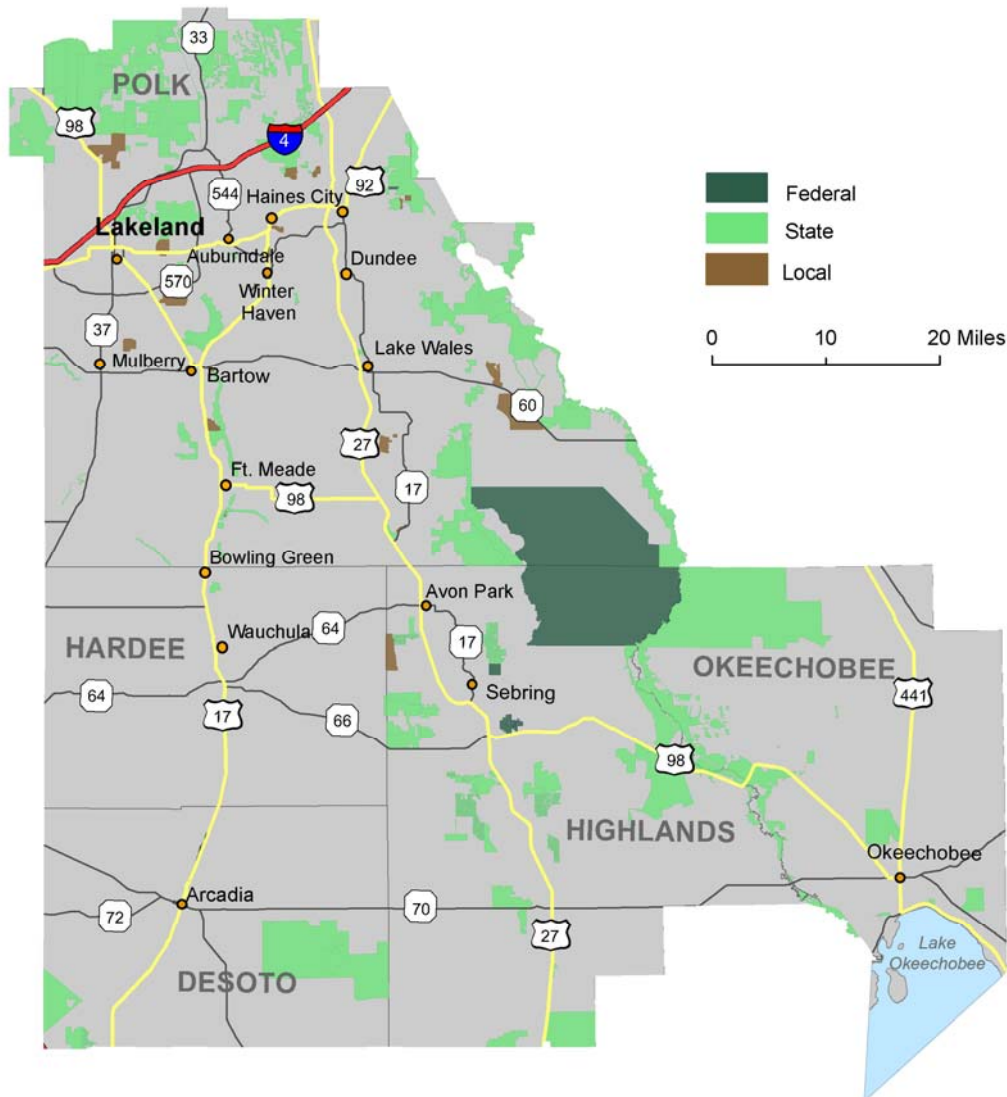 33
POLK
98
4
Federal
544
Haines City
92
State
Lakeland
Auburndale
Dundee
Local
570
Winter
Haven
0 10 20 Miles
37
Mulberry
Bartow
Lake Wales
60
27
Ft. Meade
98
17
Bowling Green
Avon Park
HARDEE
Wauchula
64
17
OKEECHOBEE
64
17
66
Sebring
441
98
HIGHLANDS
Okeechobee
Arcadia
72
70
27
Lake
Okeechobee
DESOTO